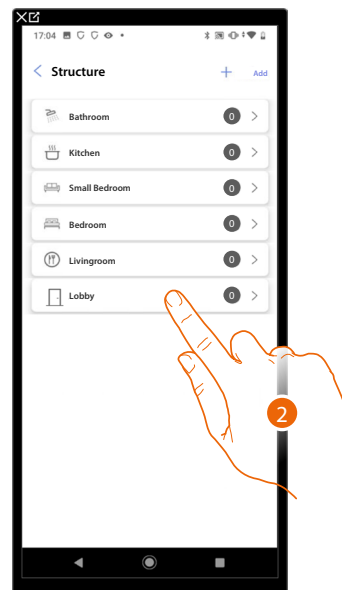 17:04
Structure
Add
Bathroom 0
Kitchen 0
Small Bedroom 0
Bedroom 0
Livingroom 0
Lobby 0
2